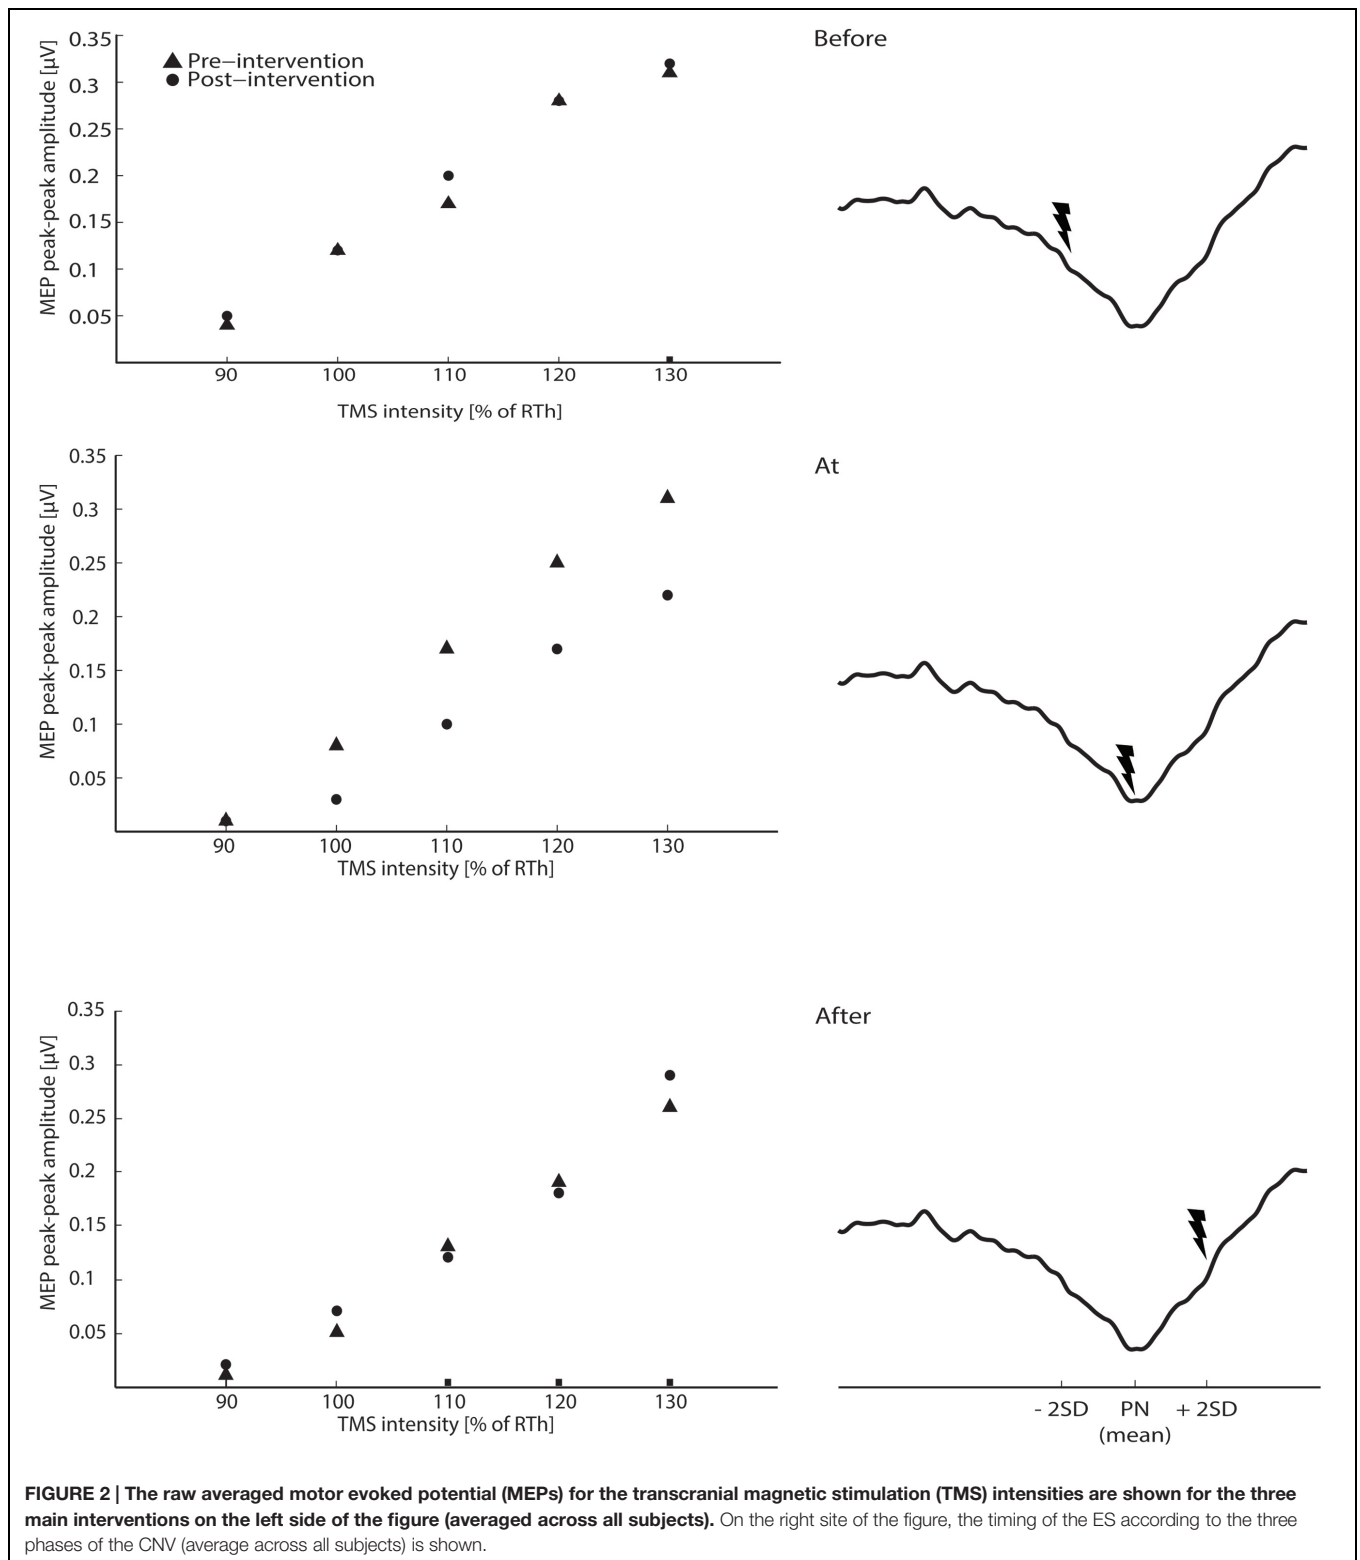 0.35
0.3
0.25
0.2
0.15
0.1
0.05
MEP peak-peak amplitude [µV]
Pre−intervention
Post−intervention
90 100 110 120 130
TMS intensity [% of RTh]
Before
0.35
0.3
0.25
0.2
0.15
0.1
0.05
MEP peak-peak amplitude [µV]
90 100 110 120 130
TMS intensity [% of RTh]
At
0.35
0.3
0.25
0.2
0.15
0.1
0.05
MEP peak-peak amplitude [µV]
90 100 110 120 130
TMS intensity [% of RTh]
After
- 2SD PN + 2SD
(mean)
FIGURE 2 | The raw averaged motor evoked potential (MEPs) for the transcranial magnetic stimulation (TMS) intensities are shown for the three
main interventions on the left side of the figure (averaged across all subjects). On the right site of the figure, the timing of the ES according to the three
phases of the CNV (average across all subjects) is shown.